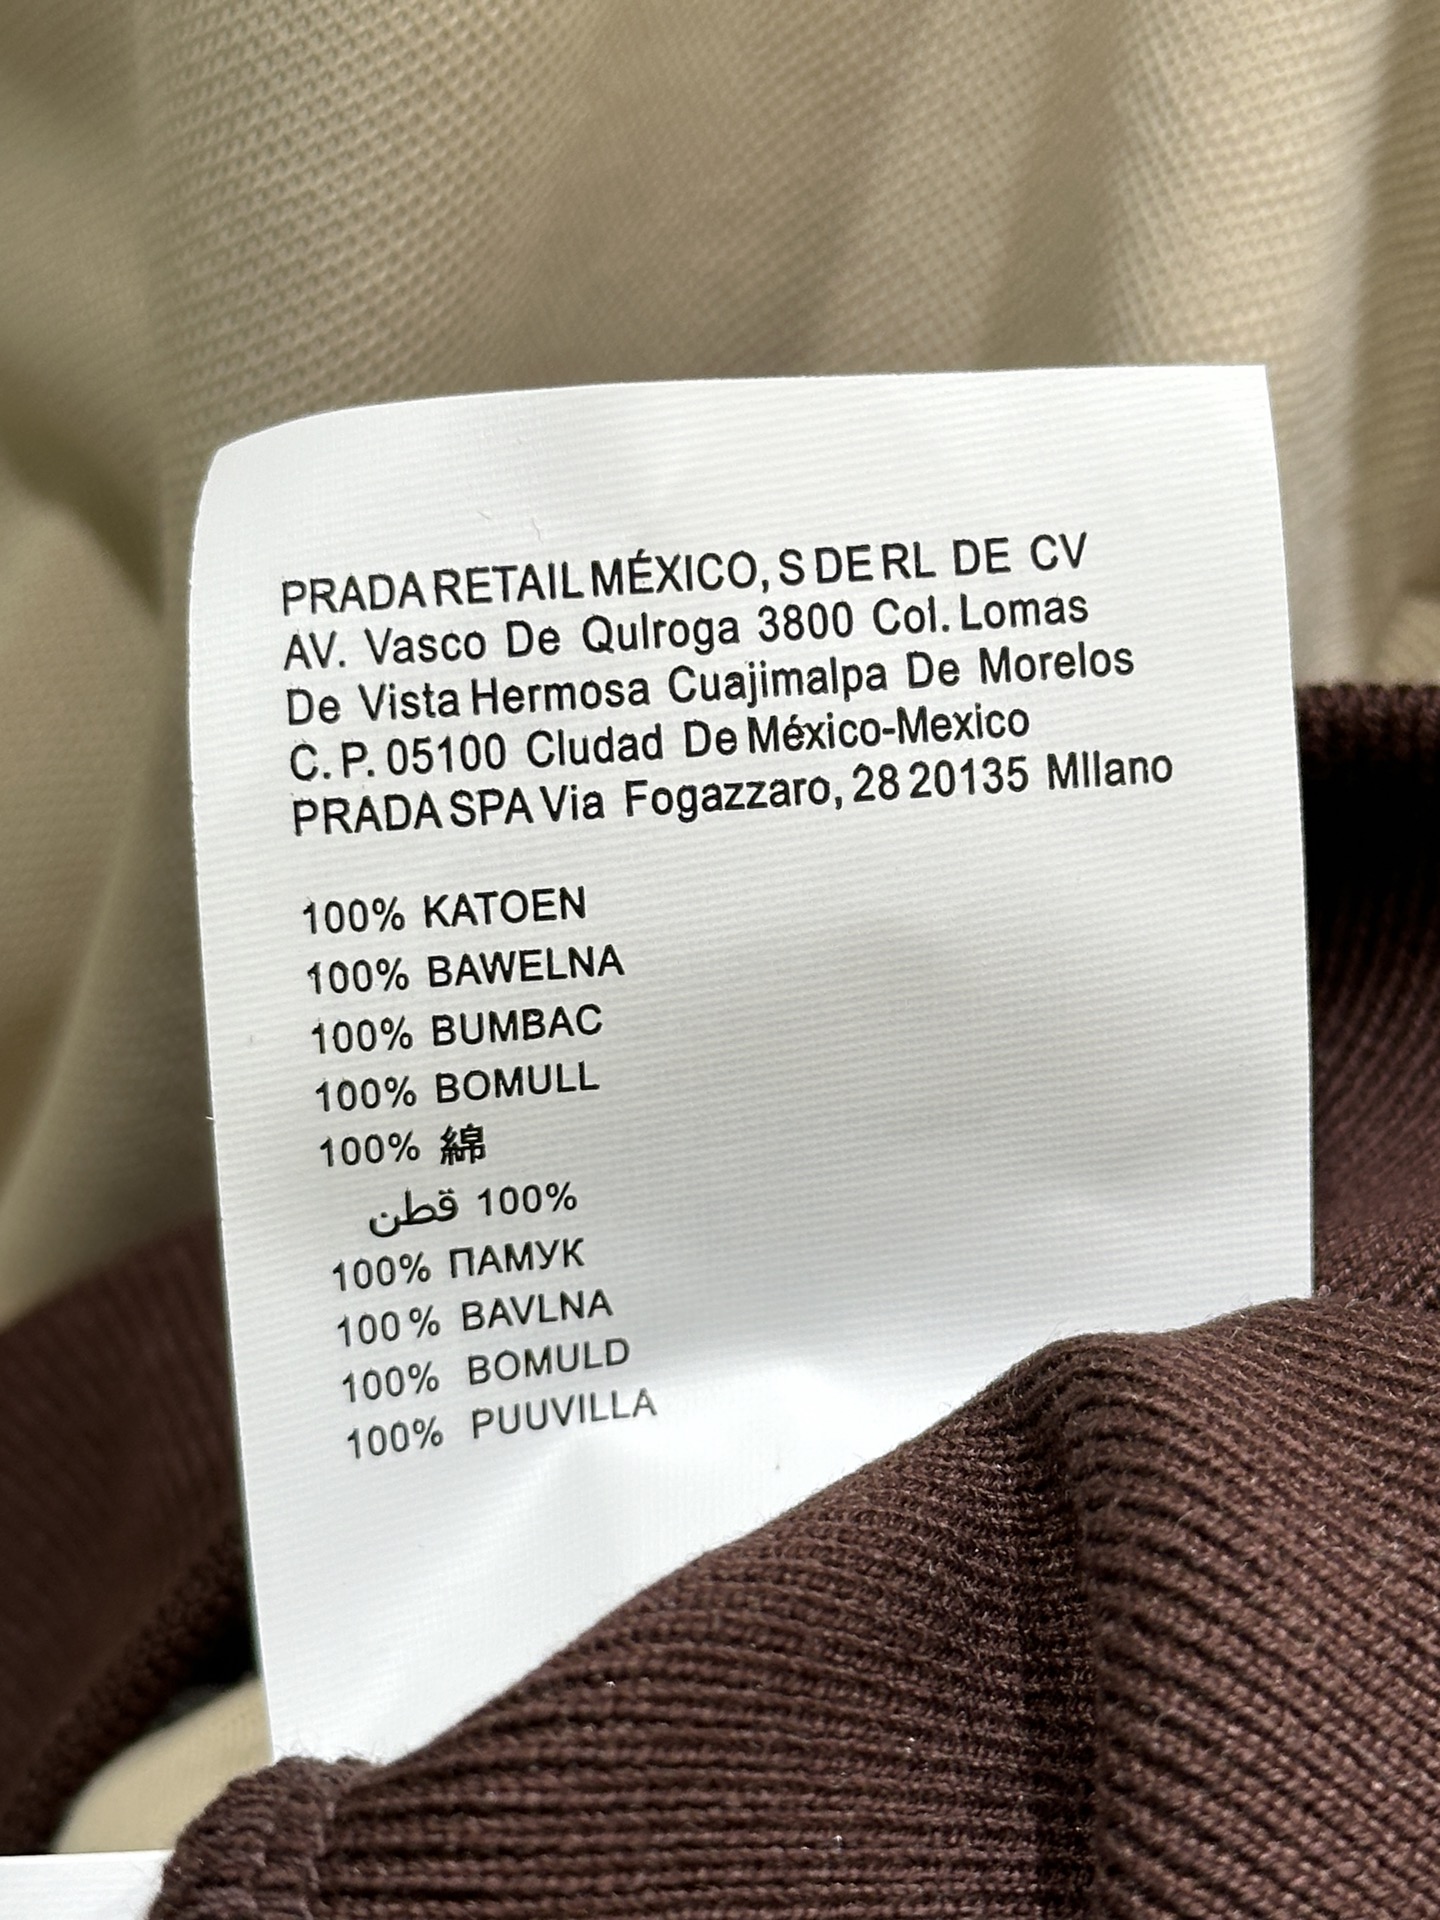 PRADA RETAIL MÉXICO, S DE RL DE CV
AV. Vasco De Qulroga 3800 Col. Lomas
De Vista Hermosa Cuajimalpa De Morelos
C. P. 05100 Cludad De México-Mexico
PRADA SPA Via Fogazzaro, 28 20135 Mllano
100% KATOEN
100% BAWELNA
100% BUMBAC
100% BOMULL
100% 綿
100% قطن
100% ПАМУК
100% BAVLNA
100% BOMULD
100% PUUVILLA